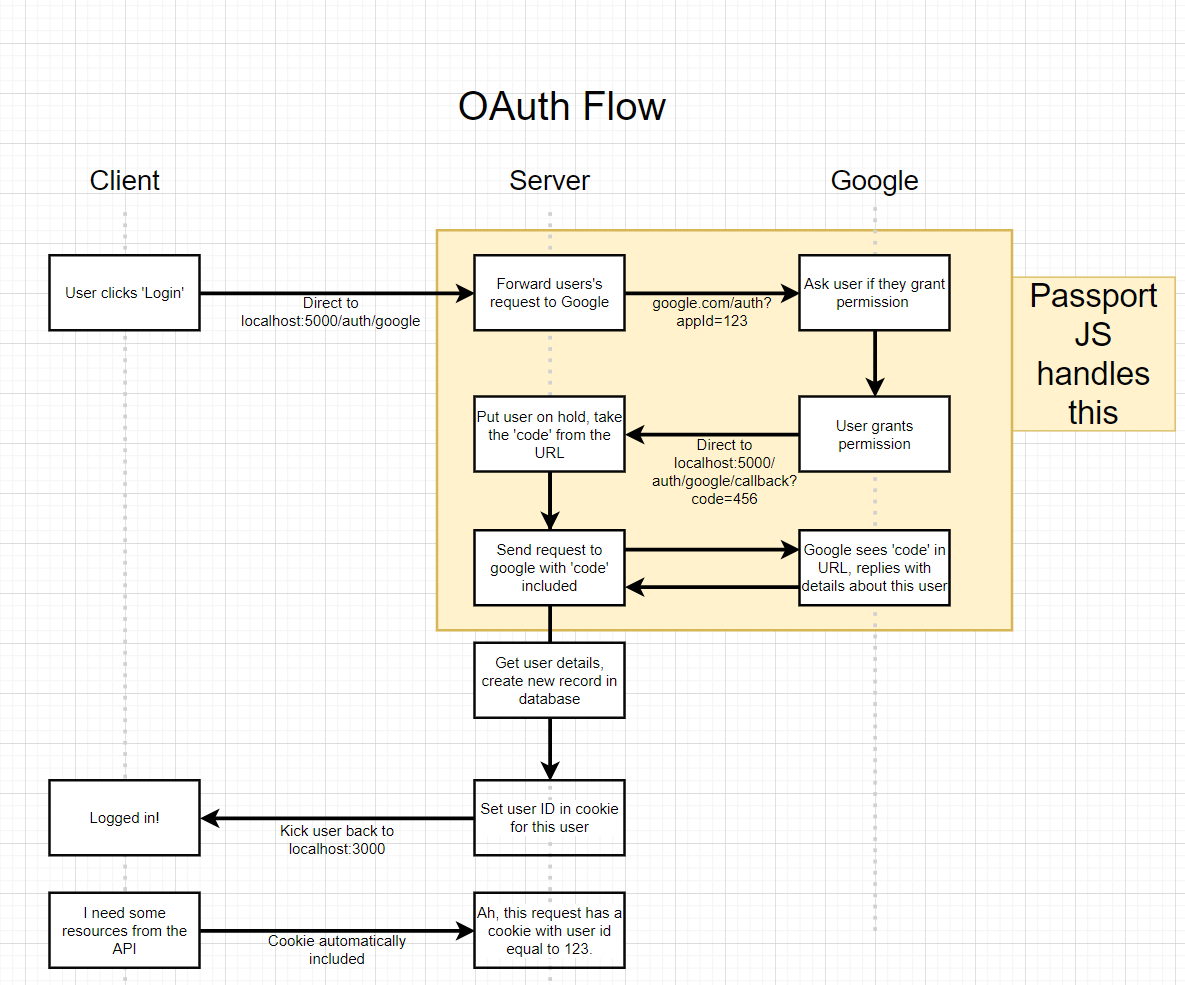 OAuth Flow
Client
Server
Google
User clicks 'Login'
Direct to
localhost:5000/auth/google
Forward users's
request to Google
google.com/auth?
appId=123
Ask user if they grant
permission
Passport
JS
handles
this
Put user on hold, take
the 'code' from the
URL
Direct to
localhost:5000/
auth/google/callback?
code=456
User grants
permission
Send request to
google with 'code'
included
Google sees 'code' in
URL, replies with
details about this user
Get user details,
create new record in
database
Logged in!
Kick user back to
localhost:3000
Set user ID in cookie
for this user
I need some
resources from the
API
Cookie automatically
included
Ah, this request has a
cookie with user id
equal to 123.